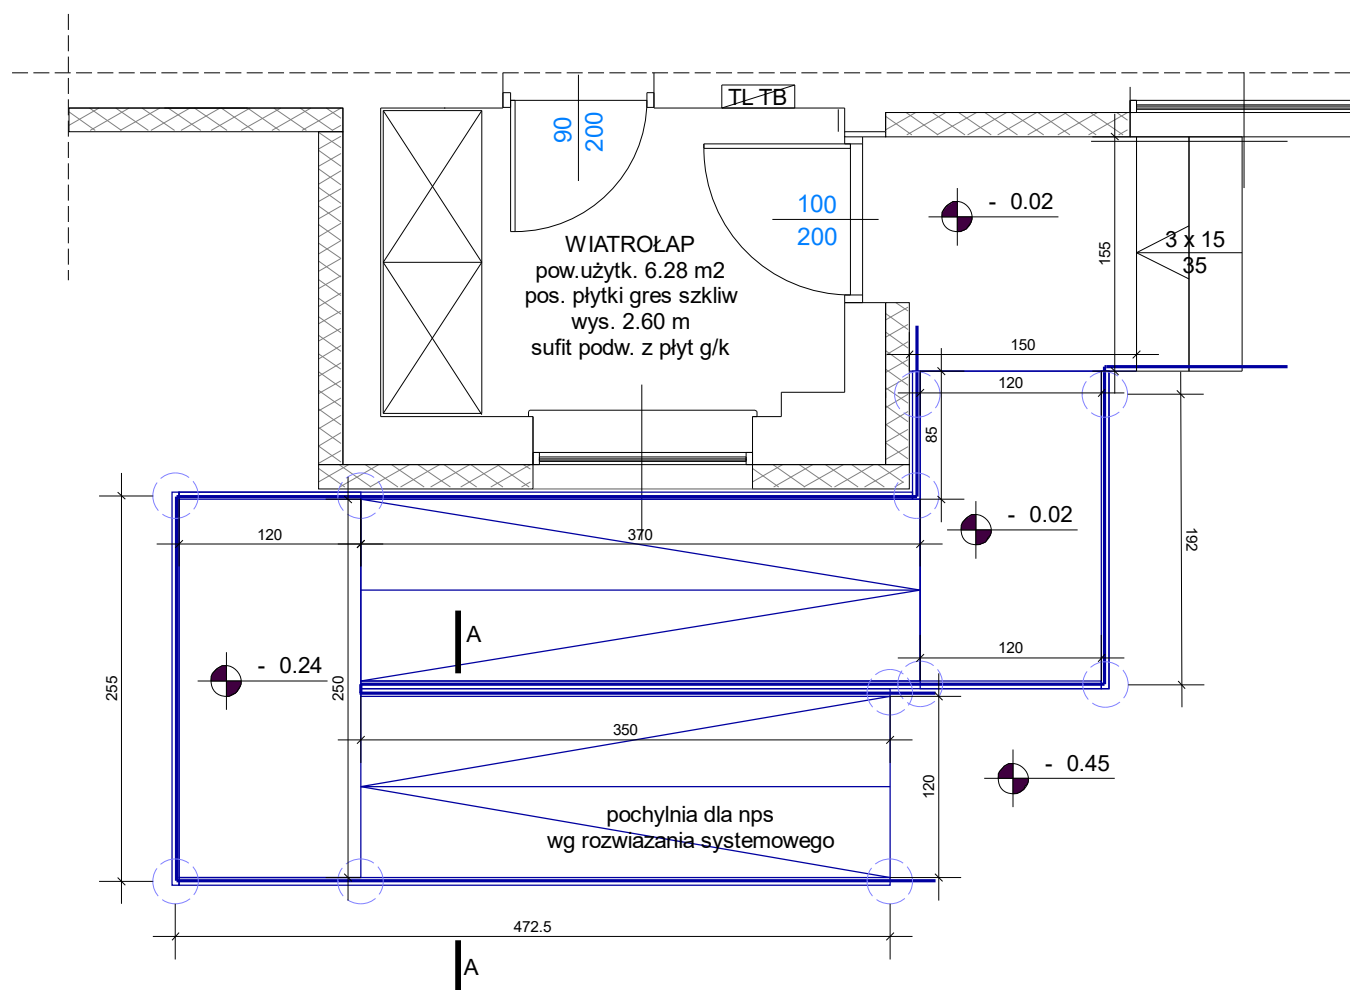 TL TB
90
200
100
200
- 0.02
3 x 15
35
155
WIATROŁAP
pow.użytk. 6.28 m2
pos. płytki gres szkliw
wys. 2.60 m
sufit podw. z płyt g/k
150
120
85
- 0.02
192
120
370
A
120
- 0.24
255
250
350
- 0.45
120
pochylnia dla nps
wg rozwiazania systemowego
472.5
A